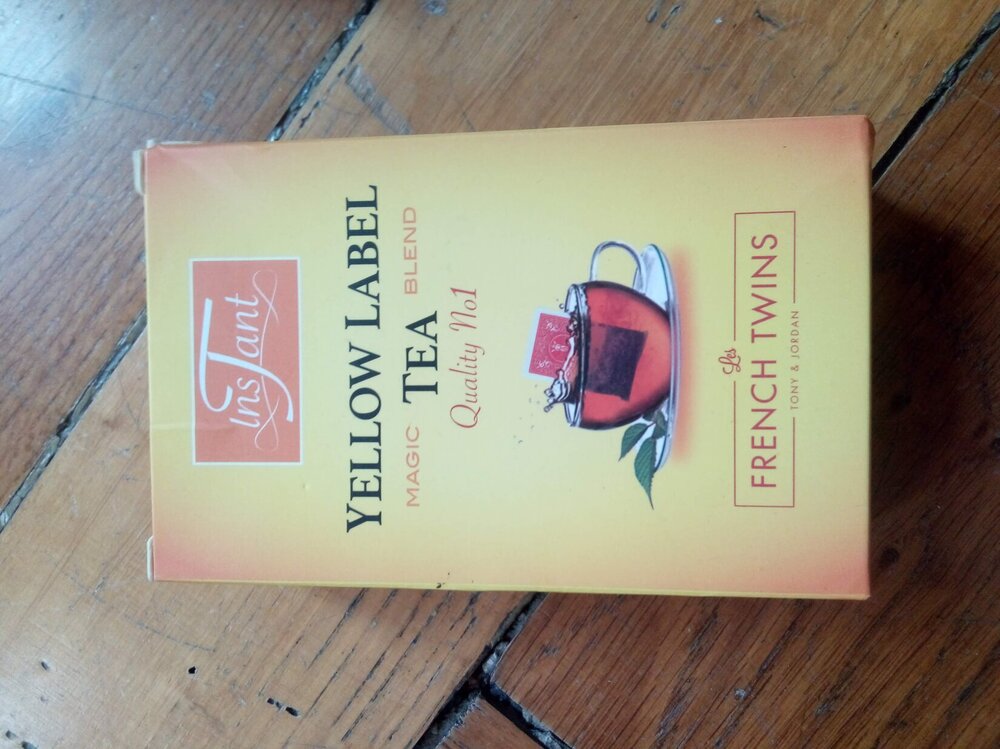 InsTant
YELLOW LABEL
MAGIC TEA BLEND
Quality No1
Les
FRENCH TWINS
TONY & JORDAN